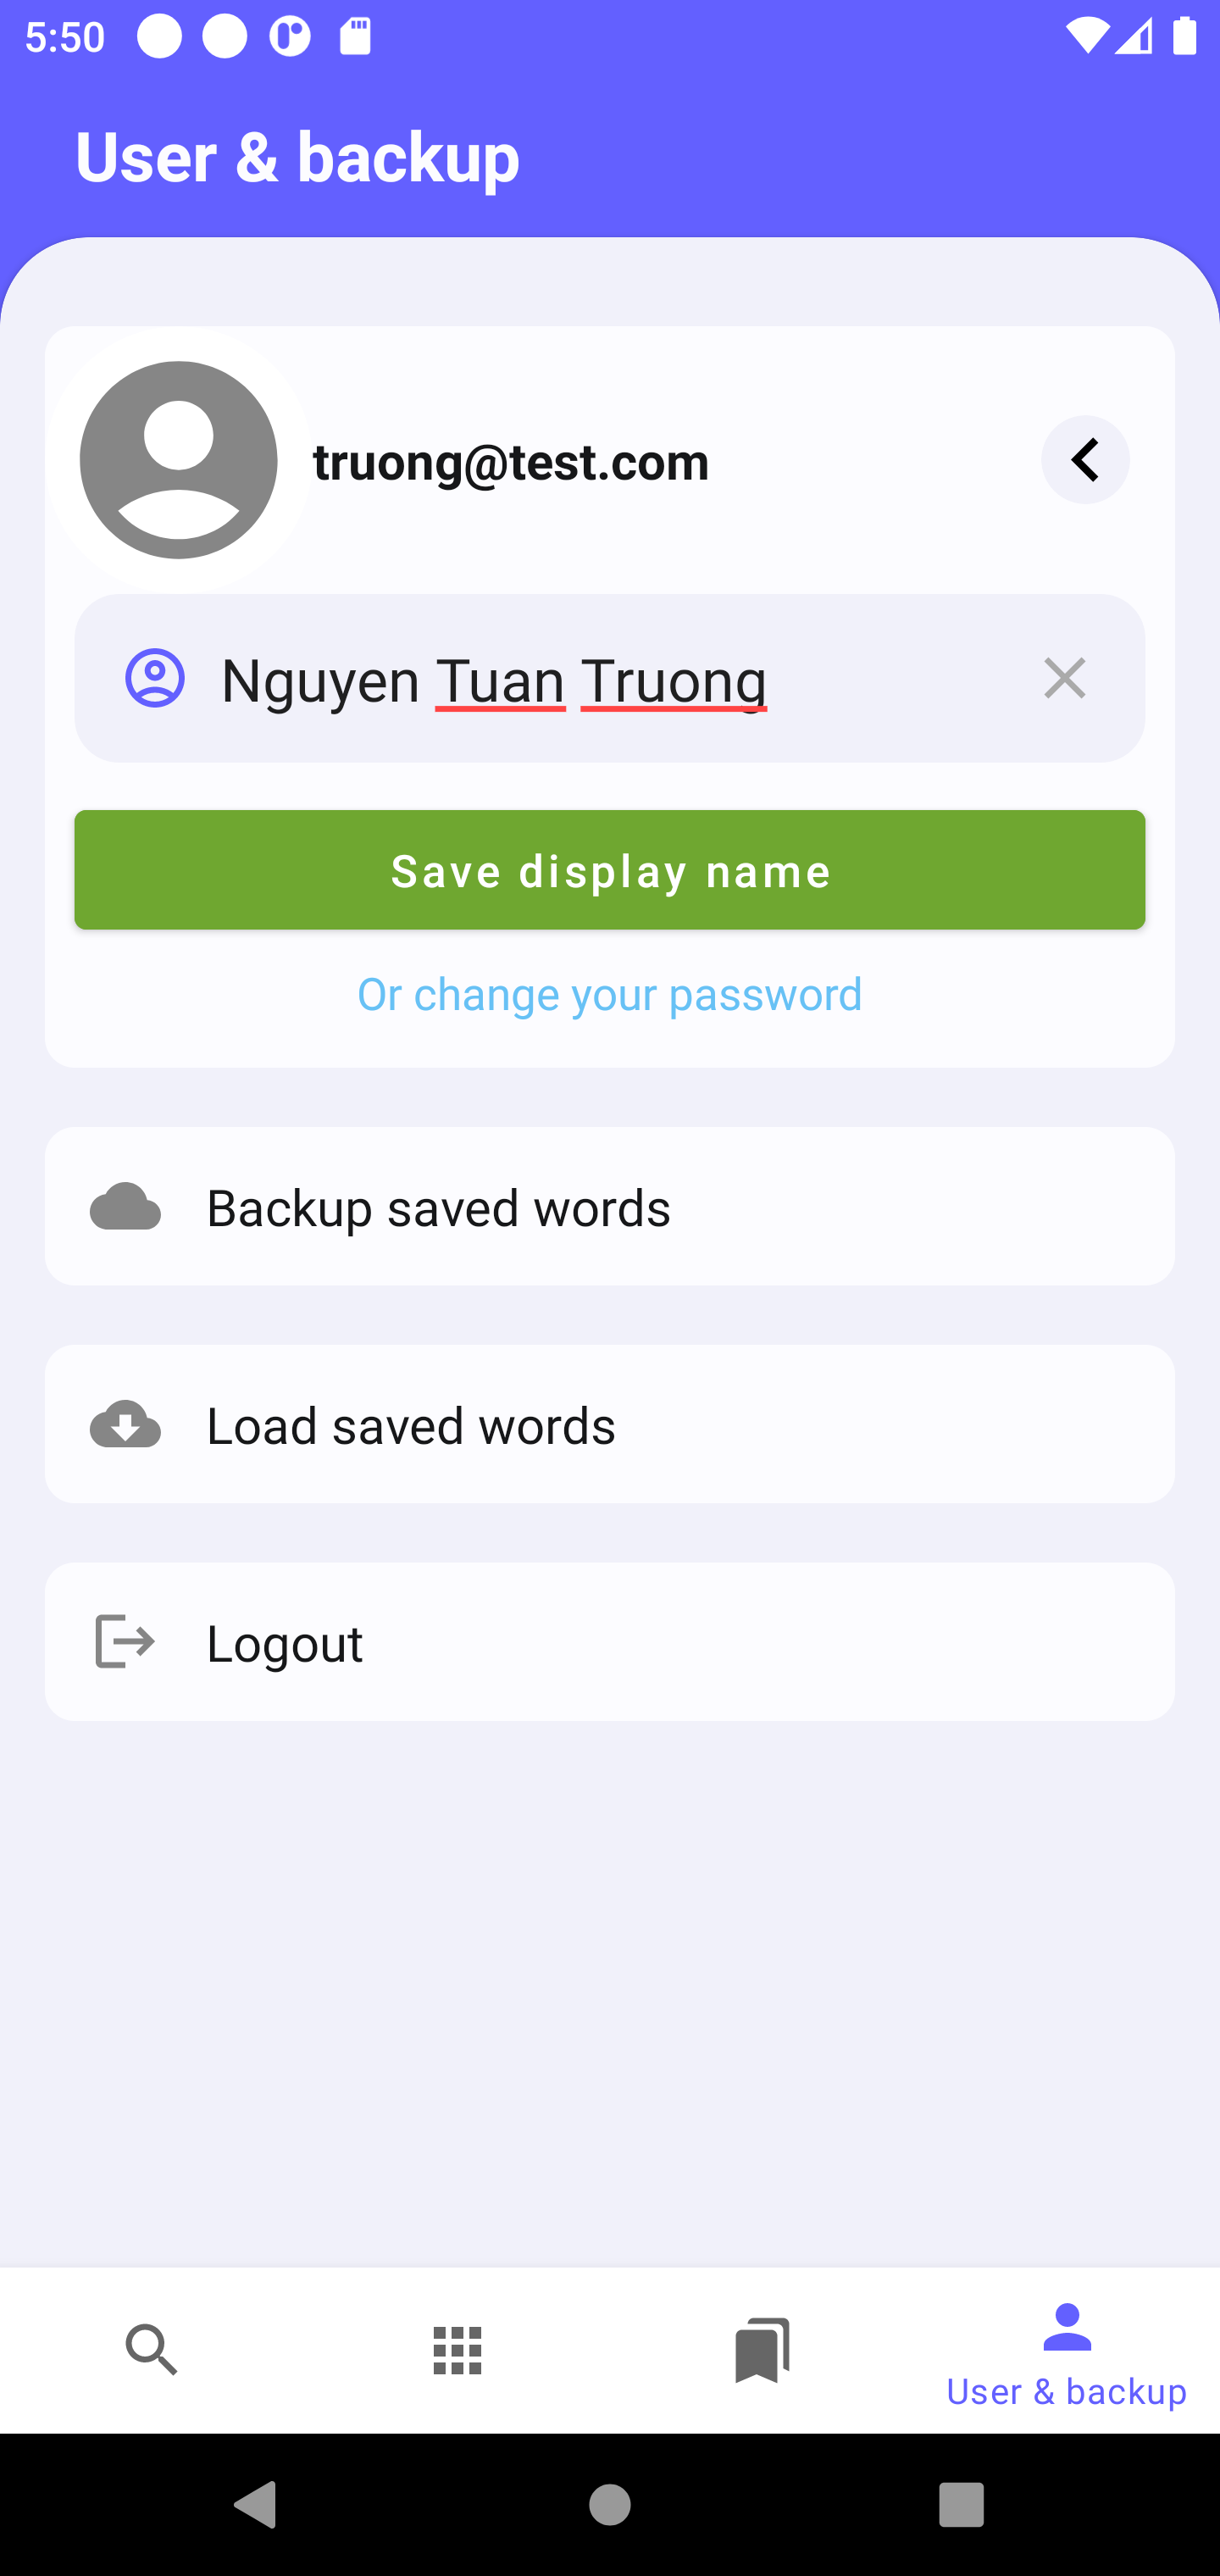 5:50
User & backup
truong@test.com
Nguyen Tuan Truong
Save display name
Or change your password
Backup saved words
Load saved words
Logout
User & backup